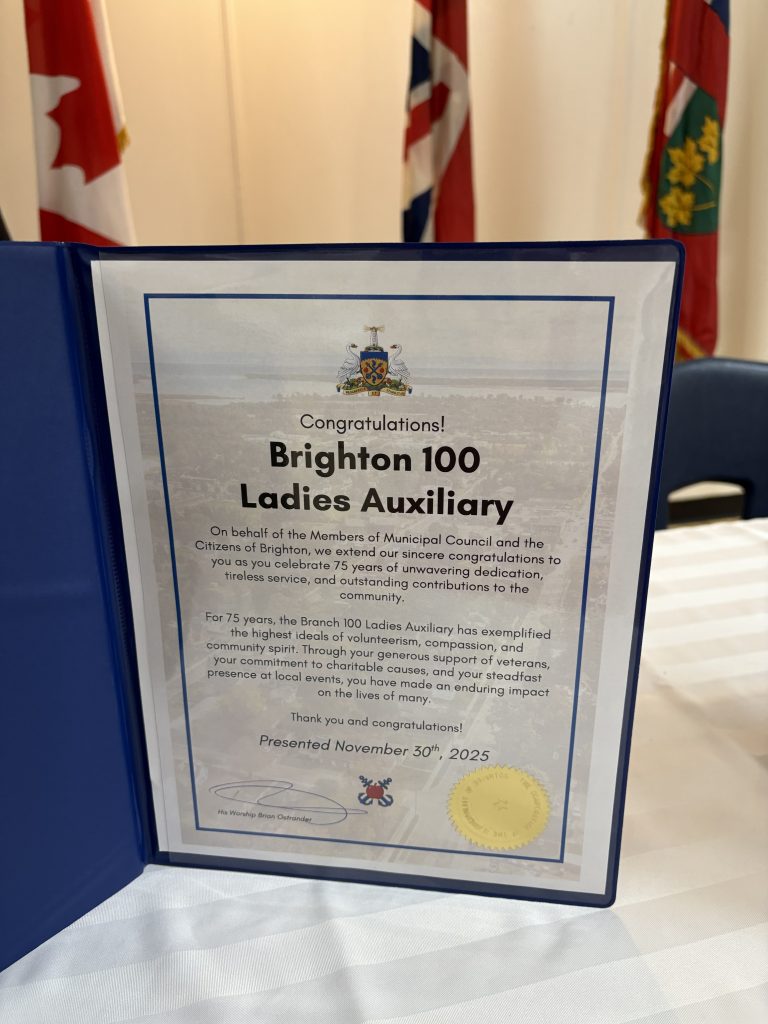 Congratulations!
Brighton 100
Ladies Auxiliary
On behalf of the Members of Municipal Council and the
Citizens of Brighton, we extend our sincere congratulations to
you as you celebrate 75 years of unwavering dedication,
tireless service, and outstanding contributions to the
community.
For 75 years, the Branch 100 Ladies Auxiliary has exemplified
the highest ideals of volunteerism, compassion, and
community spirit. Through your generous support of veterans,
your commitment to charitable causes, and your steadfast
presence at local events, you have made an enduring impact
on the lives of many.
Thank you and congratulations!
Presented November 30th, 2025
His Worship Brian Ostrander